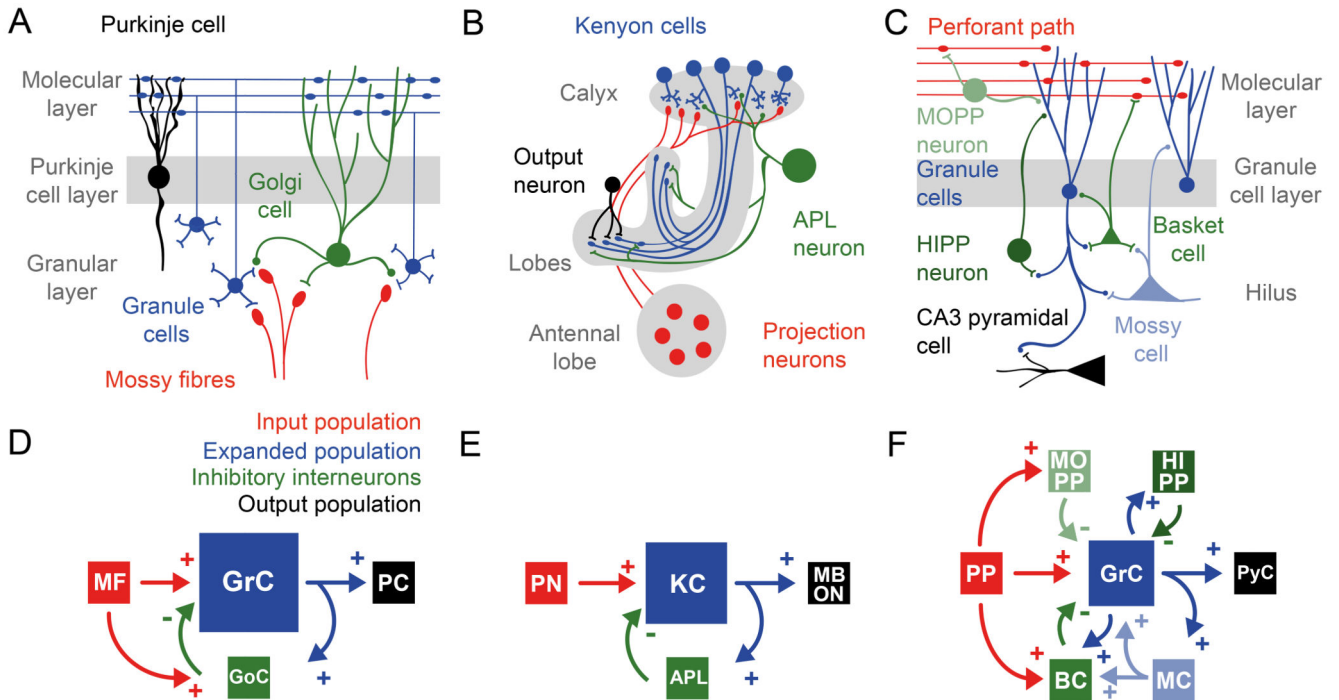 A
Purkinje cell
Molecular
layer
Purkinje
cell layer
Golgi
cell
Granular
layer
Granule
cells
Mossy fibres
B
Kenyon cells
Calyx
Output
neuron
APL
neuron
Lobes
Antennal
lobe
Projection
neurons
C
Perforant path
Molecular
layer
MOPP
neuron
Granule
cells
Granule
cell layer
HIPP
neuron
Basket
cell
Hilus
CA3 pyramidal
cell
Mossy
cell
D
Input population
Expanded population
Inhibitory interneurons
Output population
MF
+
GrC
+
PC
-
GoC
+
+
E
PN
+
KC
+
MB
ON
-
APL
+
F
+
MO
PP
HI
PP
-
+
-
PP
+
GrC
+
PyC
-
+
+
+
+
BC
+
MC